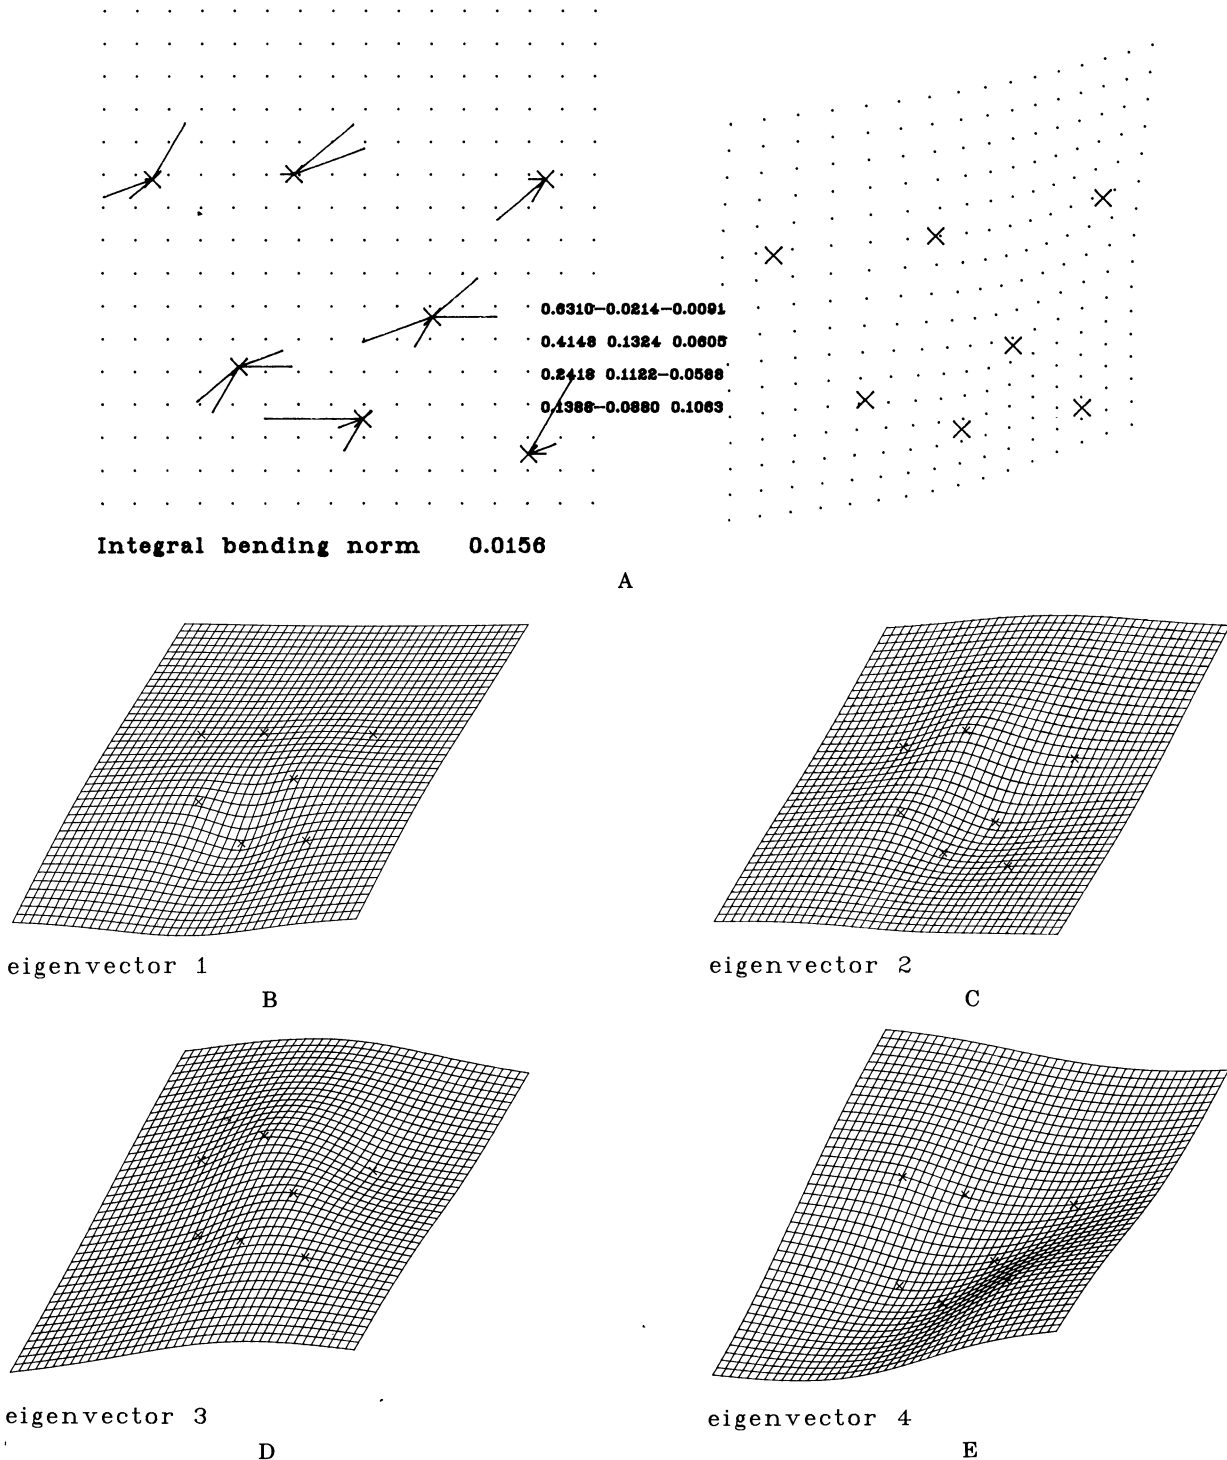 0.6310-0.0214-0.0091
0.4148 0.1324 0.0605
0.2418 0.1122-0.0588
0.1388-0.0880 0.1063
Integral bending norm 0.0156
A
eigenvector 1
eigenvector 2
B
C
eigenvector 3
eigenvector 4
D
E